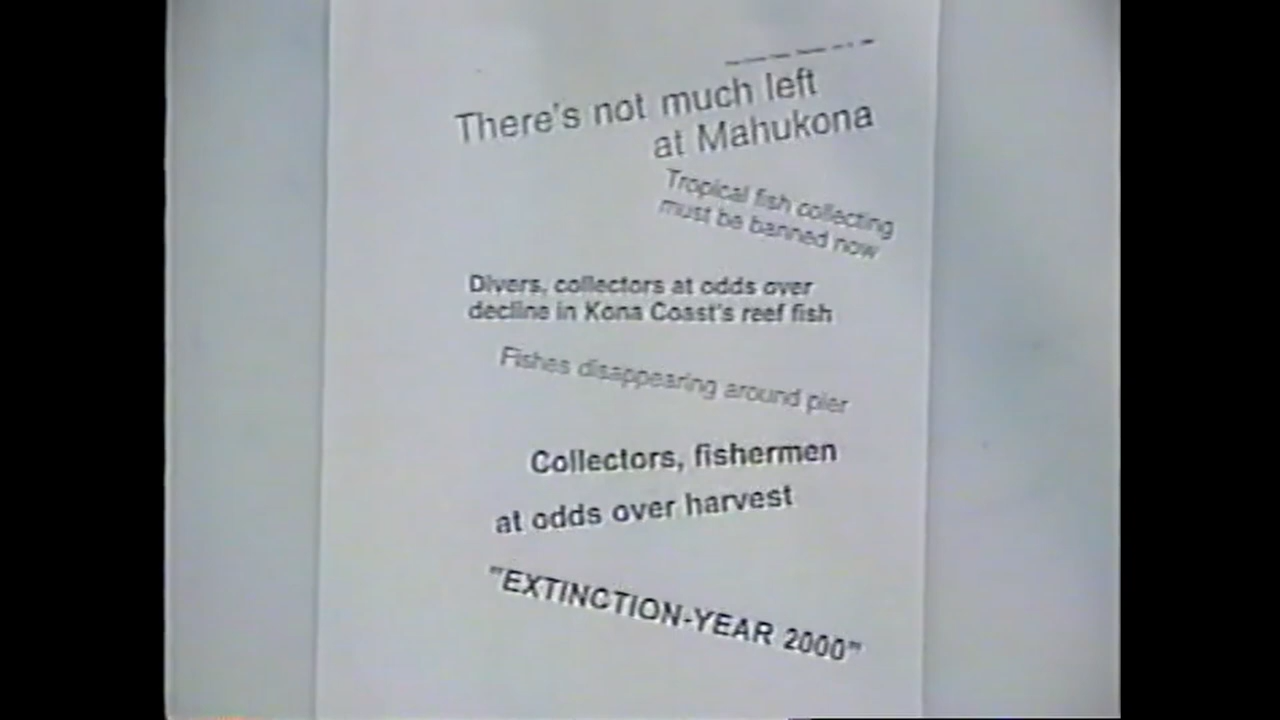 There's not much left
at Mahukona
Tropical fish collecting
must be banned now
Divers, collectors at odds over
decline in Kona Coast's reef fish
Fishes disappearing around pier
Collectors, fishermen
at odds over harvest
"EXTINCTION-YEAR 2000"